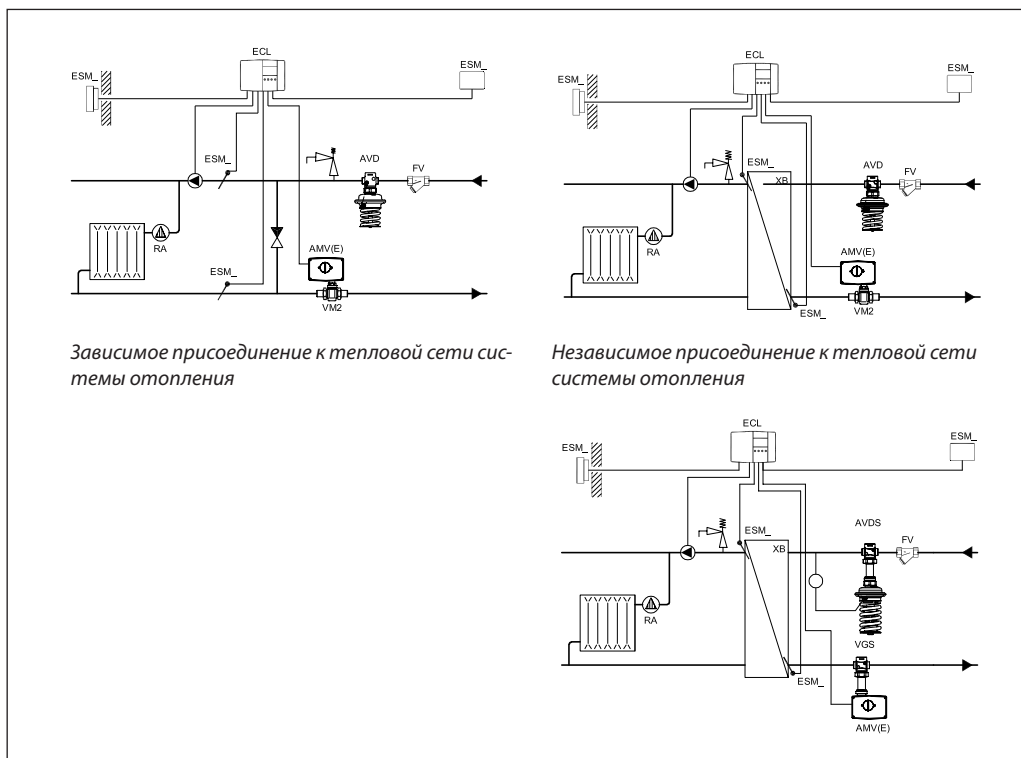 ECL
ESM_
ESM_
ESM_
AVD
FV
RA
ESM_
AMV(E)
VM2
Зависимое присоединение к тепловой сети сис-
темы отопления
ECL
ESM_
ESM_
ESM_
XB
AVD
FV
RA
AMV(E)
VM2
ESM_
Независимое присоединение к тепловой сети
системы отопления
ECL
ESM_
ESM_
ESM_
XB
AVDS
FV
RA
VGS
ESM_
AMV(E)